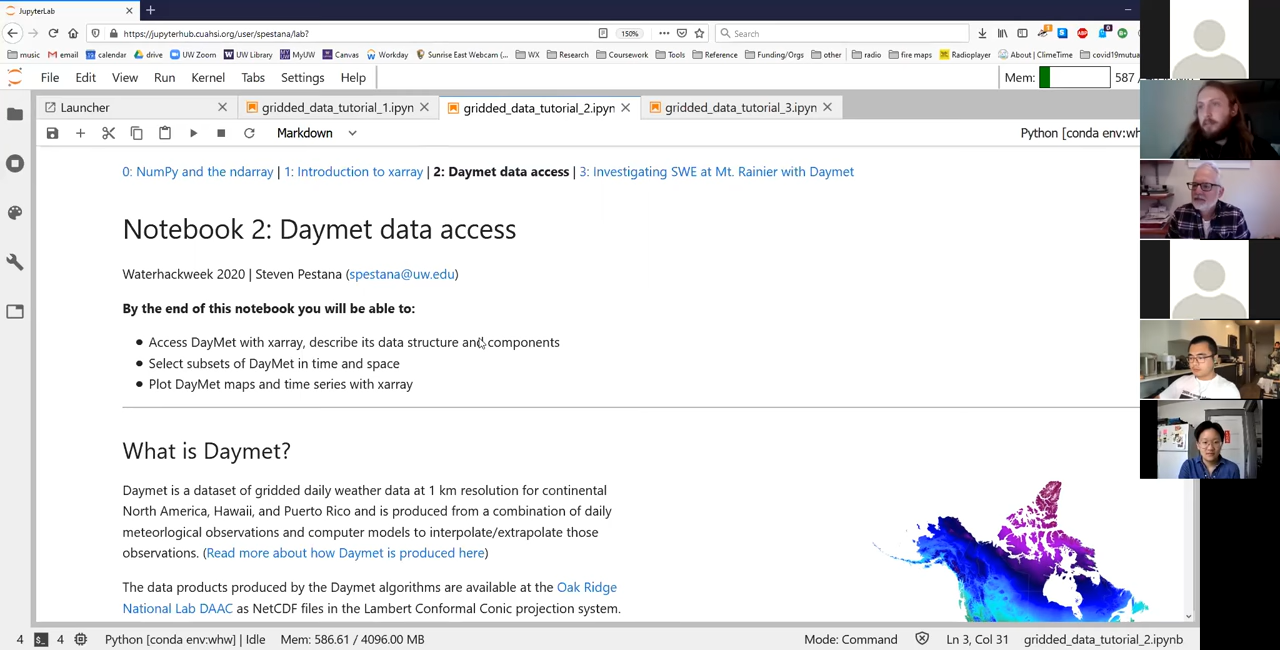 JupyterLab
https://jupyterhub.cuahsi.org/user/spestana/lab?
150%
Search
music email calendar drive UW Zoom UW Library MyUW Canvas Workday Sunrise East Webcam (... WX Research Coursework Tools Reference Funding/Orgs other radio fire maps Radioplayer About | ClimeTime covid19mutua
File Edit View Run Kernel Tabs Settings Help
Mem: 587 /
Launcher gridded_data_tutorial_1.ipyn gridded_data_tutorial_2.ipyn gridded_data_tutorial_3.ipyn
Markdown Python [conda env:wh
0: NumPy and the ndarray | 1: Introduction to xarray | 2: Daymet data access | 3: Investigating SWE at Mt. Rainier with Daymet
Notebook 2: Daymet data access
Waterhackweek 2020 | Steven Pestana (spestana@uw.edu)
By the end of this notebook you will be able to:
Access DayMet with xarray, describe its data structure and components
Select subsets of DayMet in time and space
Plot DayMet maps and time series with xarray
What is Daymet?
Daymet is a dataset of gridded daily weather data at 1 km resolution for continental
North America, Hawaii, and Puerto Rico and is produced from a combination of daily
meteorlogical observations and computer models to interpolate/extrapolate those
observations. (Read more about how Daymet is produced here)
The data products produced by the Daymet algorithms are available at the Oak Ridge
National Lab DAAC as NetCDF files in the Lambert Conformal Conic projection system.
4 4 Python [conda env:whw] | Idle Mem: 586.61 / 4096.00 MB Mode: Command Ln 3, Col 31 gridded_data_tutorial_2.ipynb